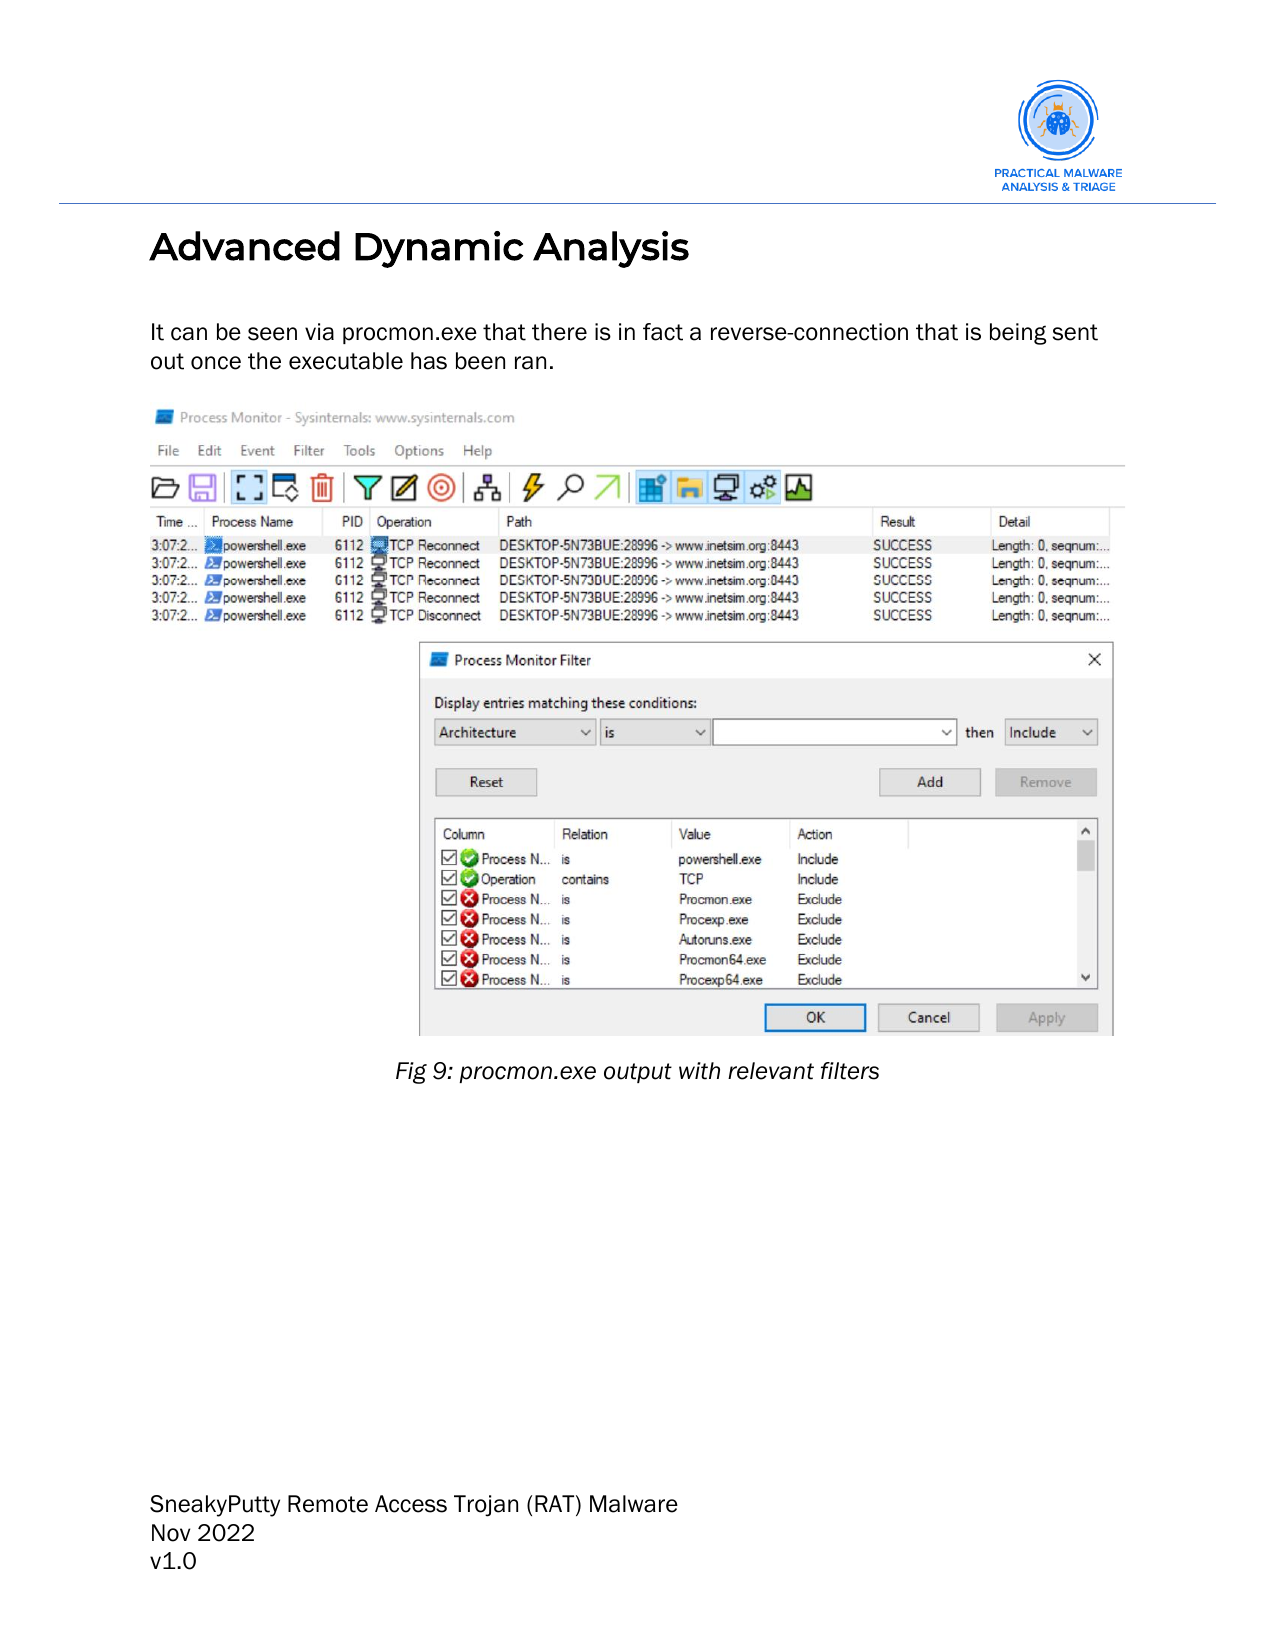 PRACTICAL MALWARE
ANALYSIS & TRIAGE
Advanced Dynamic Analysis
It can be seen via procmon.exe that there is in fact a reverse-connection that is being sent
out once the executable has been ran.
Process Monitor - Sysinternals: www.sysinternals.com
File Edit Event Filter Tools Options Help
Time ... Process Name PID Operation Path Result Detail
3:07:2... powershell.exe 6112 TCP Reconnect DESKTOP-5N73BUE:28996 -> www.inetsim.org:8443 SUCCESS Length: 0, seqnum:...
3:07:2... powershell.exe 6112 TCP Reconnect DESKTOP-5N73BUE:28996 -> www.inetsim.org:8443 SUCCESS Length: 0, seqnum:...
3:07:2... powershell.exe 6112 TCP Reconnect DESKTOP-5N73BUE:28996 -> www.inetsim.org:8443 SUCCESS Length: 0, seqnum:...
3:07:2... powershell.exe 6112 TCP Reconnect DESKTOP-5N73BUE:28996 -> www.inetsim.org:8443 SUCCESS Length: 0, seqnum:...
3:07:2... powershell.exe 6112 TCP Disconnect DESKTOP-5N73BUE:28996 -> www.inetsim.org:8443 SUCCESS Length: 0, seqnum:...
Process Monitor Filter
Display entries matching these conditions:
Architecture is then Include
Reset Add Remove
Column Relation Value Action
Process N... is powershell.exe Include
Operation contains TCP Include
Process N... is Procmon.exe Exclude
Process N... is Procexp.exe Exclude
Process N... is Autoruns.exe Exclude
Process N... is Procmon64.exe Exclude
Process N... is Procexp64.exe Exclude
OK Cancel Apply
Fig 9: procmon.exe output with relevant filters
SneakyPutty Remote Access Trojan (RAT) Malware
Nov 2022
v1.0